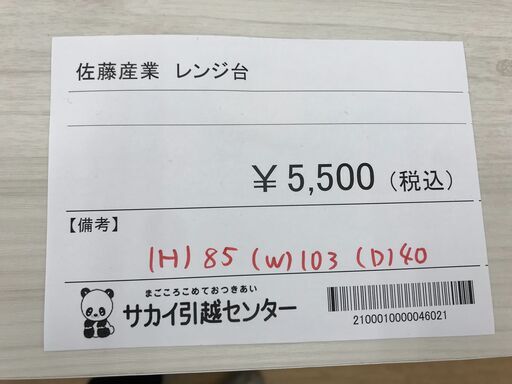 佐藤産業 レンジ台
¥5,500（税込）
【備考】
(H) 85 (W) 103 (D) 40
まごころこめておつきあい
サカイ引越センター
2100010000046021